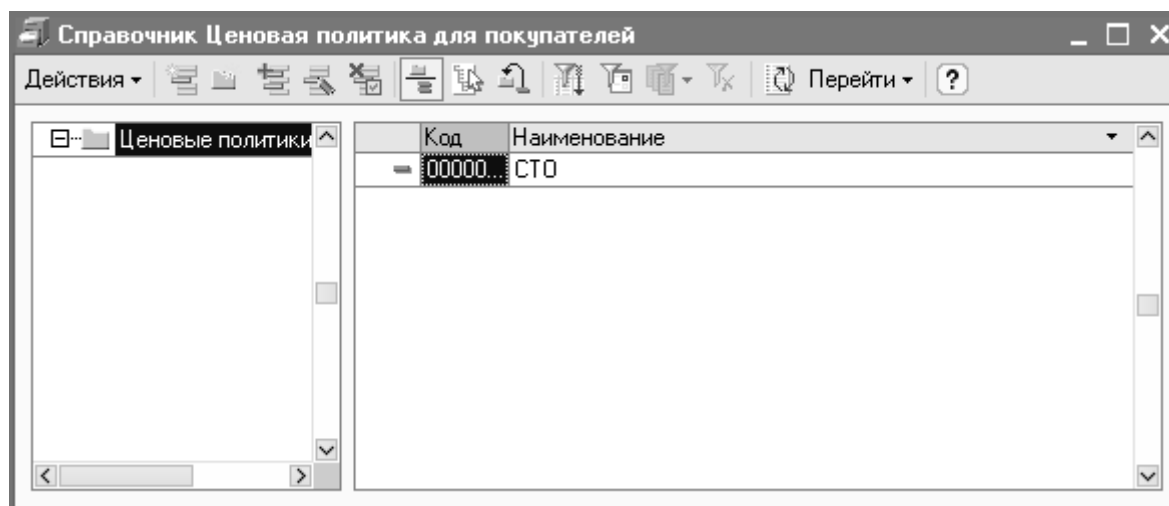 Справочник Ценовая политика для покупателей
Действия Перейти ?
Ценовые политики
Код Наименование
00000... СТО